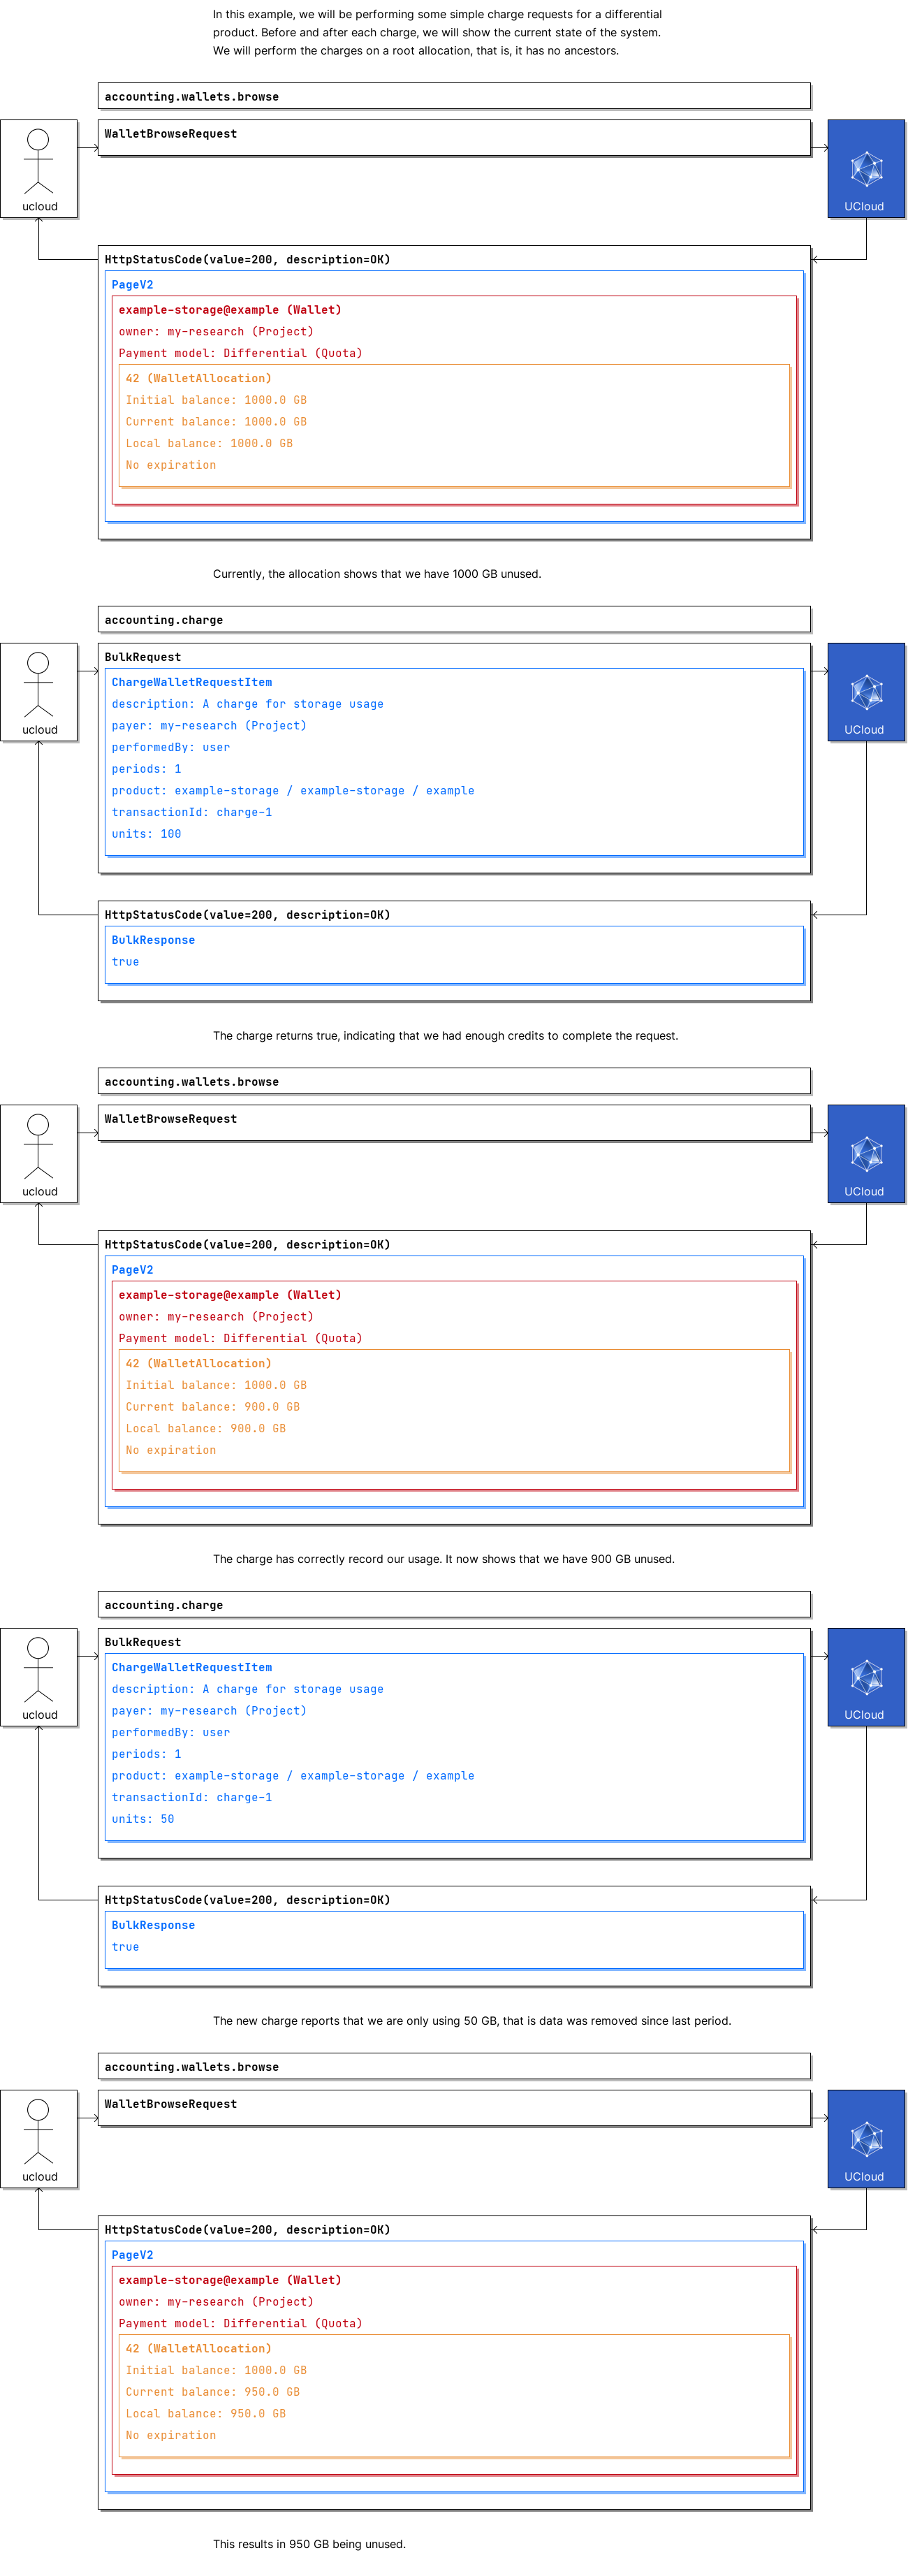 In this example, we will be performing some simple charge requests for a differential
product. Before and after each charge, we will show the current state of the system.
We will perform the charges on a root allocation, that is, it has no ancestors.
accounting.wallets.browse
WalletBrowseRequest
ucloud
UCloud
HttpStatusCode(value=200, description=OK)
PageV2
example-storage@example (Wallet)
owner: my-research (Project)
Payment model: Differential (Quota)
42 (WalletAllocation)
Initial balance: 1000.0 GB
Current balance: 1000.0 GB
Local balance: 1000.0 GB
No expiration
Currently, the allocation shows that we have 1000 GB unused.
accounting.charge
BulkRequest
ChargeWalletRequestItem
description: A charge for storage usage
payer: my-research (Project)
ucloud
UCloud
performedBy: user
periods: 1
product: example-storage / example-storage / example
transactionId: charge-1
units: 100
HttpStatusCode(value=200, description=OK)
BulkResponse
true
The charge returns true, indicating that we had enough credits to complete the request.
accounting.wallets.browse
WalletBrowseRequest
ucloud
UCloud
HttpStatusCode(value=200, description=OK)
PageV2
example-storage@example (Wallet)
owner: my-research (Project)
Payment model: Differential (Quota)
42 (WalletAllocation)
Initial balance: 1000.0 GB
Current balance: 900.0 GB
Local balance: 900.0 GB
No expiration
The charge has correctly record our usage. It now shows that we have 900 GB unused.
accounting.charge
BulkRequest
ChargeWalletRequestItem
description: A charge for storage usage
payer: my-research (Project)
ucloud
UCloud
performedBy: user
periods: 1
product: example-storage / example-storage / example
transactionId: charge-1
units: 50
HttpStatusCode(value=200, description=OK)
BulkResponse
true
The new charge reports that we are only using 50 GB, that is data was removed since last period.
accounting.wallets.browse
WalletBrowseRequest
ucloud
UCloud
HttpStatusCode(value=200, description=OK)
PageV2
example-storage@example (Wallet)
owner: my-research (Project)
Payment model: Differential (Quota)
42 (WalletAllocation)
Initial balance: 1000.0 GB
Current balance: 950.0 GB
Local balance: 950.0 GB
No expiration
This results in 950 GB being unused.